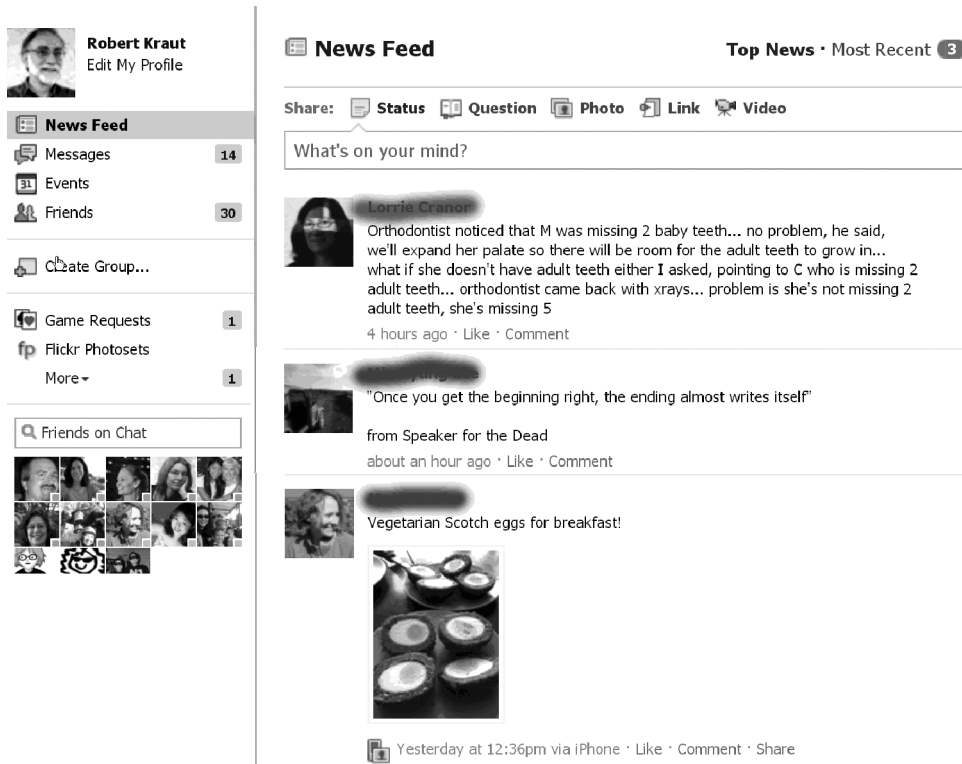 Robert Kraut
Edit My Profile
News Feed
Messages 14
31 Events
Friends 30
Create Group...
Game Requests 1
fp Flickr Photosets
More 1
Friends on Chat
News Feed
Top News · Most Recent 3
Share: Status Question Photo Link Video
What's on your mind?
Lorrie Cranor
Orthodontist noticed that M was missing 2 baby teeth... no problem, he said,
we'll expand her palate so there will be room for the adult teeth to grow in...
what if she doesn't have adult teeth either I asked, pointing to C who is missing 2
adult teeth... orthodontist came back with xrays... problem is she's not missing 2
adult teeth, she's missing 5
4 hours ago · Like · Comment
"Once you get the beginning right, the ending almost writes itself"
from Speaker for the Dead
about an hour ago · Like · Comment
Vegetarian Scotch eggs for breakfast!
Yesterday at 12:36pm via iPhone · Like · Comment · Share